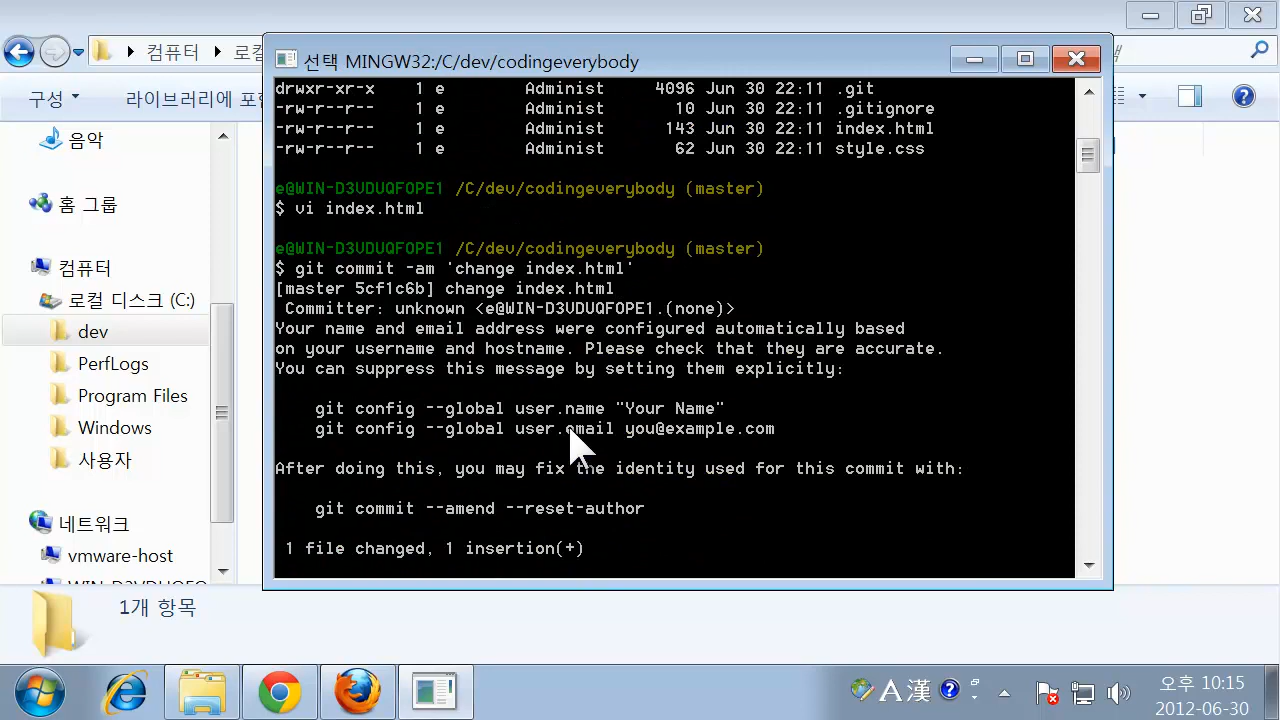 컴퓨터
로컬
구성
라이브러리에 포함
음악
홈 그룹
컴퓨터
로컬 디스크 (C:)
dev
PerfLogs
Program Files
Windows
사용자
네트워크
vmware-host
WIN-D3VDUQFO
1개 항목
선택 MINGW32:/C/dev/codingeverybody
drwxr-xr-x 1 e Administ 4096 Jun 30 22:11 .git
-rw-r--r-- 1 e Administ 10 Jun 30 22:11 .gitignore
-rw-r--r-- 1 e Administ 143 Jun 30 22:11 index.html
-rw-r--r-- 1 e Administ 62 Jun 30 22:11 style.css
e@WIN-D3VDUQFOPE1 /C/dev/codingeverybody (master)
$ vi index.html
e@WIN-D3VDUQFOPE1 /C/dev/codingeverybody (master)
$ git commit -am 'change index.html'
[master 5cf1c6b] change index.html
Committer: unknown <e@WIN-D3VDUQFOPE1.(none)>
Your name and email address were configured automatically based
on your username and hostname. Please check that they are accurate.
You can suppress this message by setting them explicitly:
git config --global user.name "Your Name"
git config --global user.email you@example.com
After doing this, you may fix the identity used for this commit with:
git commit --amend --reset-author
1 file changed, 1 insertion(+)
A 漢
오후 10:15
2012-06-30